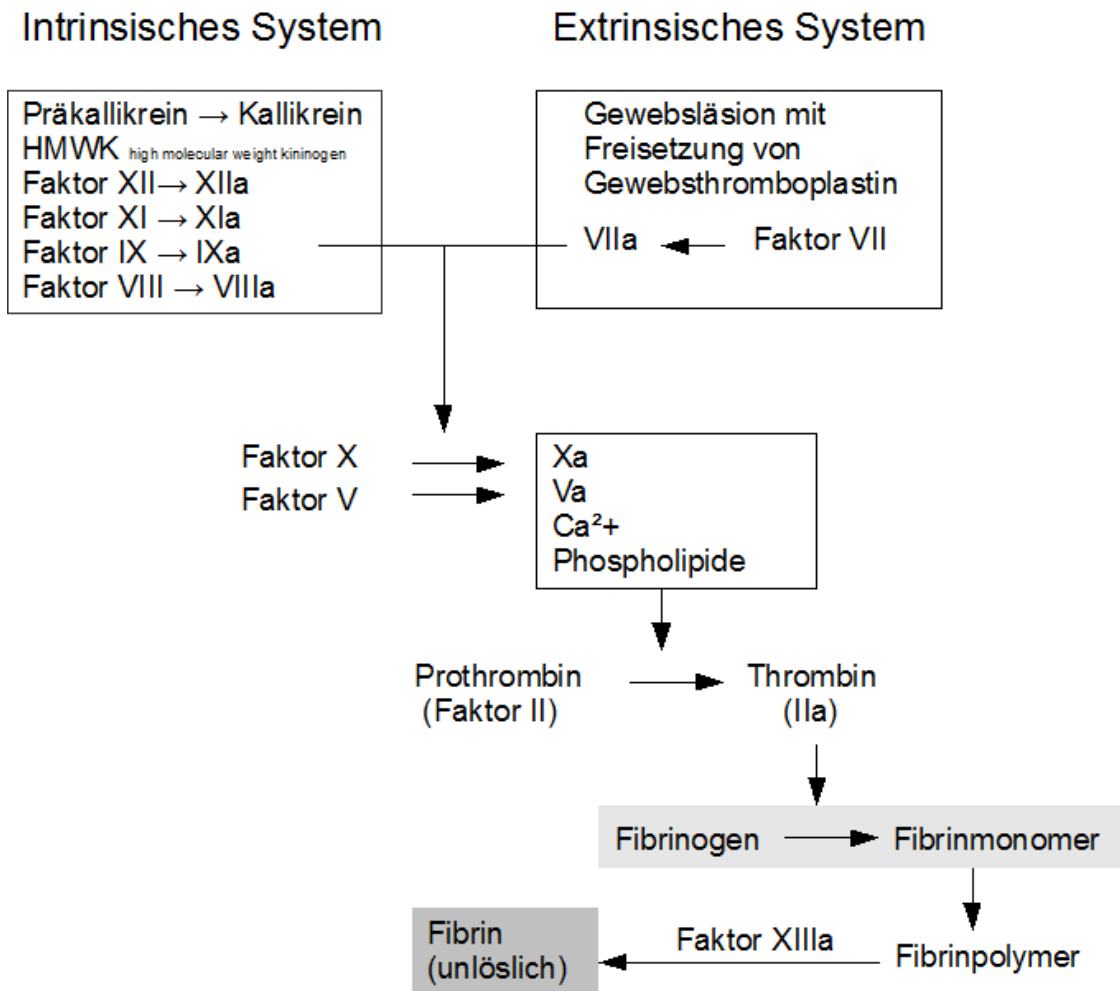 Intrinsisches System
Extrinsisches System
Präkallikrein → Kallikrein
HMWK high molecular weight kininogen
Faktor XII → XIIa
Faktor XI → XIa
Faktor IX → IXa
Faktor VIII → VIIIa
Gewebsläsion mit
Freisetzung von
Gewebsthromboplastin
VIIa ← Faktor VII
Faktor X
Faktor V
Xa
Va
Ca²+
Phospholipide
Prothrombin
(Faktor II)
Thrombin
(IIa)
Fibrinogen → Fibrinmonomer
Fibrin
(unlöslich)
Faktor XIIIa
Fibrinpolymer